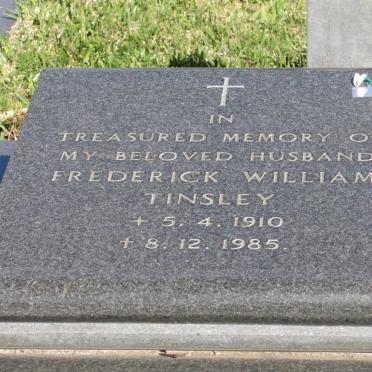 IN
TREASURED MEMORY O
MY BELOVED HUSBAND
FREDERICK WILLIAM
TINSLEY
+ 5. 4. 1910
+ 8. 12. 1985.